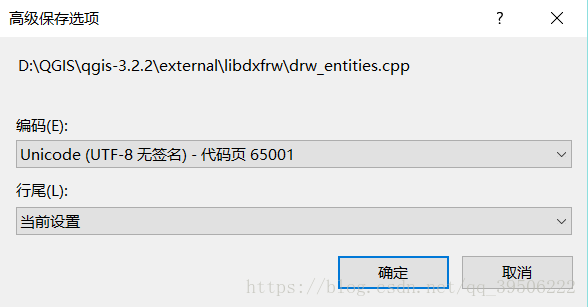 高级保存选项
D:\QGIS\qgis-3.2.2\external\libdxfrw\drw_entities.cpp
编码(E):
Unicode (UTF-8 无签名) - 代码页 65001
行尾(L):
当前设置
确定 取消
https://blog.csdn.net/qq_39506222